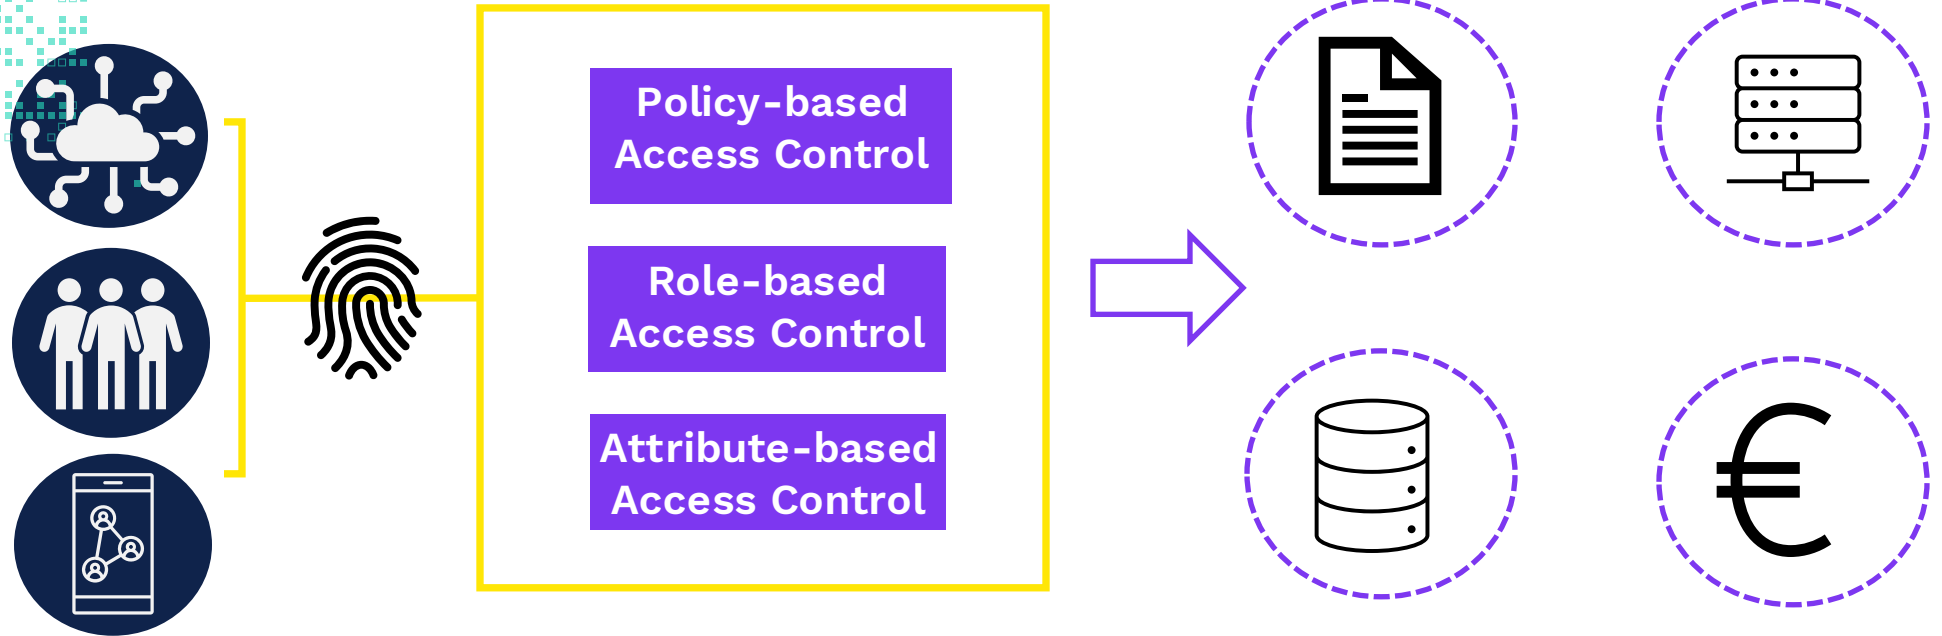 Policy-based
Access Control
Role-based
Access Control
Attribute-based
Access Control
€